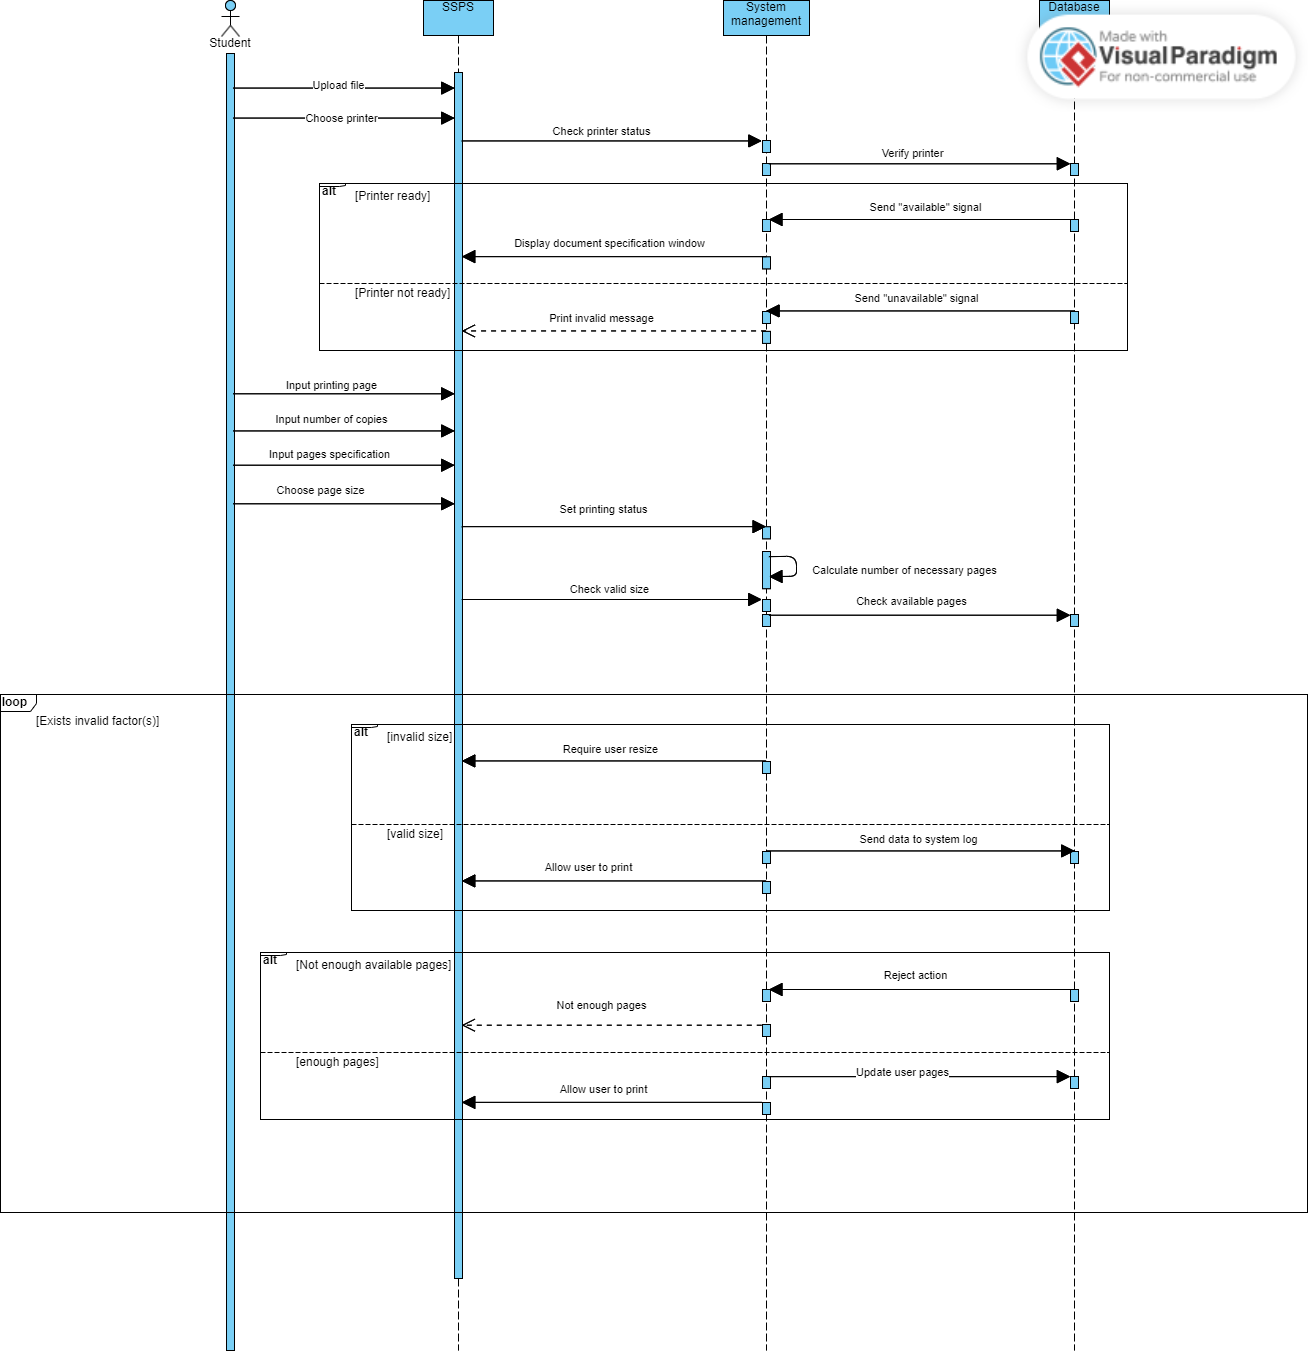 SSPS
System
management
Database
Student
Made with
Visual Paradigm
For non-commercial use
Upload file
Choose printer
Check printer status
Verify printer
alt
[Printer ready]
Send "available" signal
Display document specification window
[Printer not ready]
Send "unavailable" signal
Print invalid message
Input printing page
Input number of copies
Input pages specification
Choose page size
Set printing status
Calculate number of necessary pages
Check valid size
Check available pages
loop
[Exists invalid factor(s)]
alt
[invalid size]
Require user resize
[valid size]
Send data to system log
Allow user to print
alt
[Not enough available pages]
Reject action
Not enough pages
[enough pages]
Update user pages
Allow user to print